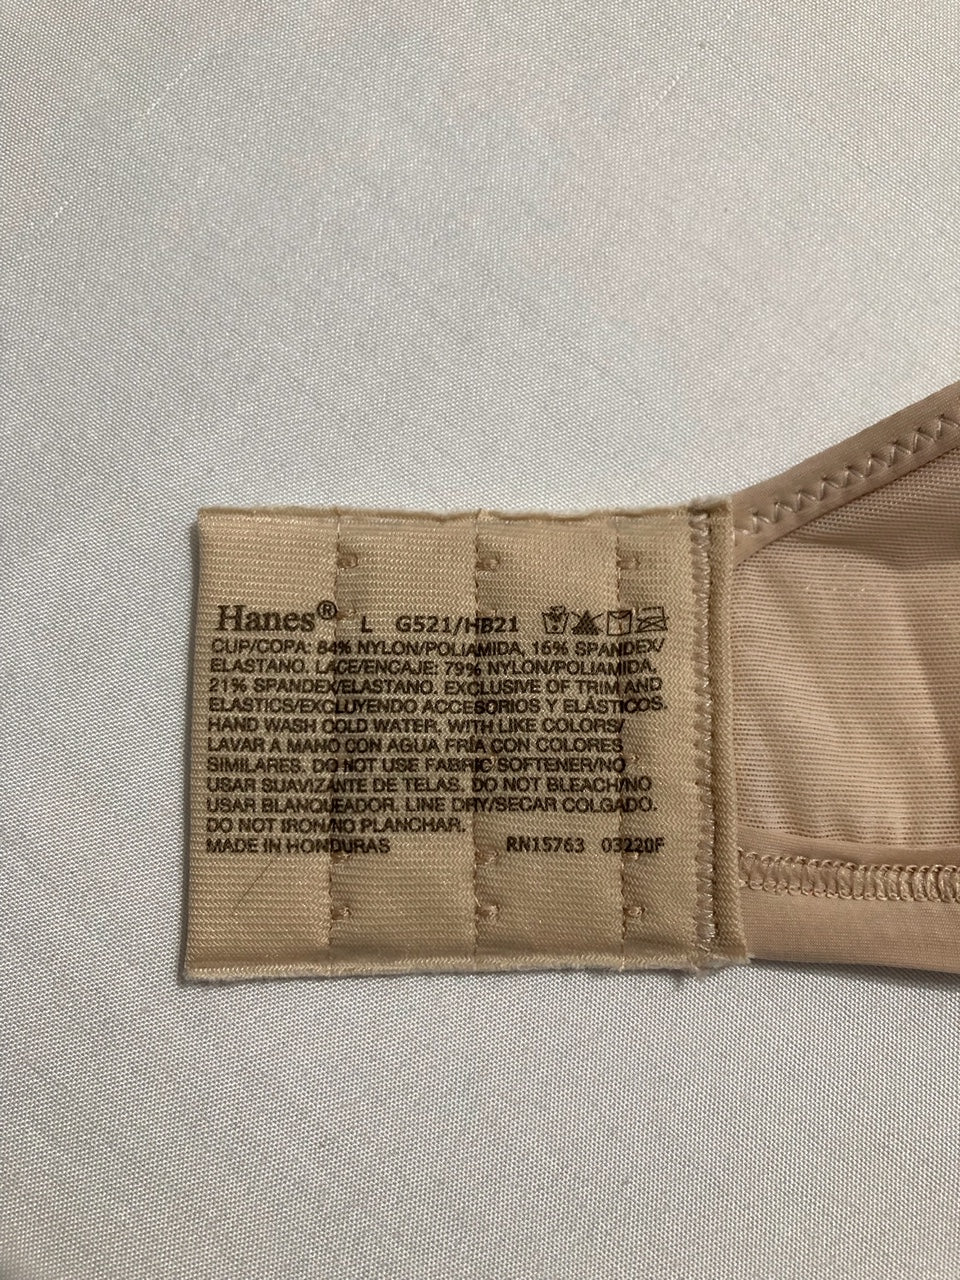 Hanes® L G521/HB21
CUP/COPA: 84% NYLON/POLIAMIDA, 16% SPANDEX/
ELASTANO. LACE/ENCAJE: 79% NYLON/POLIAMIDA,
21% SPANDEX/ELASTANO. EXCLUSIVE OF TRIM AND
ELASTICS/EXCLUYENDO ACCESORIOS Y ELÁSTICOS.
HAND WASH COLD WATER, WITH LIKE COLORS/
LAVAR A MANO CON AGUA FRÍA CON COLORES
SIMILARES. DO NOT USE FABRIC SOFTENER/NO
USAR SUAVIZANTE DE TELAS. DO NOT BLEACH/NO
USAR BLANQUEADOR. LINE DRY/SECAR COLGADO.
DO NOT IRON/NO PLANCHAR.
MADE IN HONDURAS RN15763 03220F